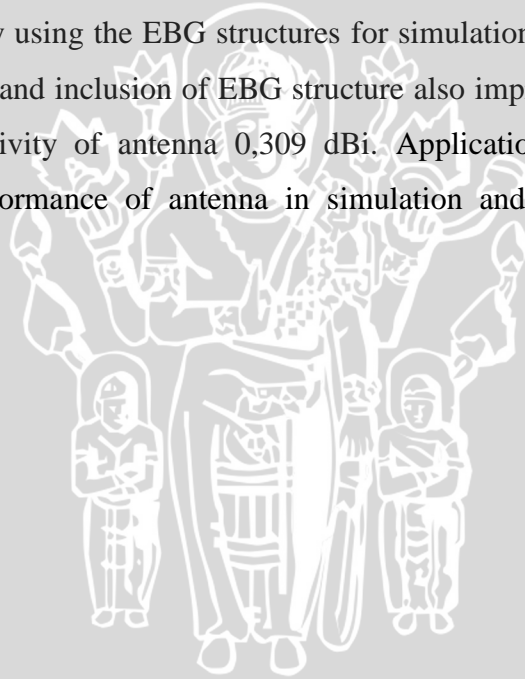 using the EBG structures for simulation
and inclusion of EBG structure also imp
ivity of antenna 0,309 dBi. Applicatio
ormance of antenna in simulation and